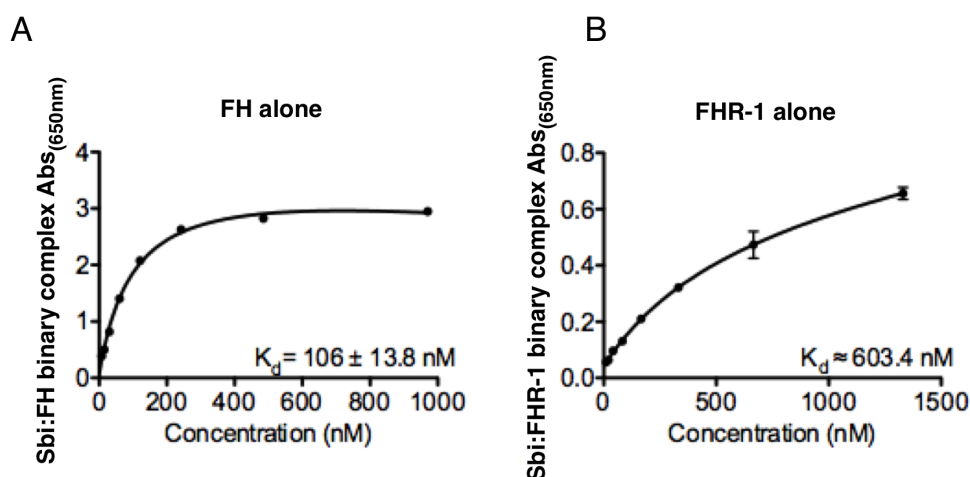 A
FH alone
Sbi:FH binary complex Abs(650nm)
4
3
2
1
0
Kd = 106 ± 13.8 nM
0 200 400 600 800 1000
Concentration (nM)
B
FHR-1 alone
Sbi:FHR-1 binary complex Abs(650nm)
0.8
0.6
0.4
0.2
0.0
Kd ≈ 603.4 nM
0 500 1000 1500
Concentration (nM)